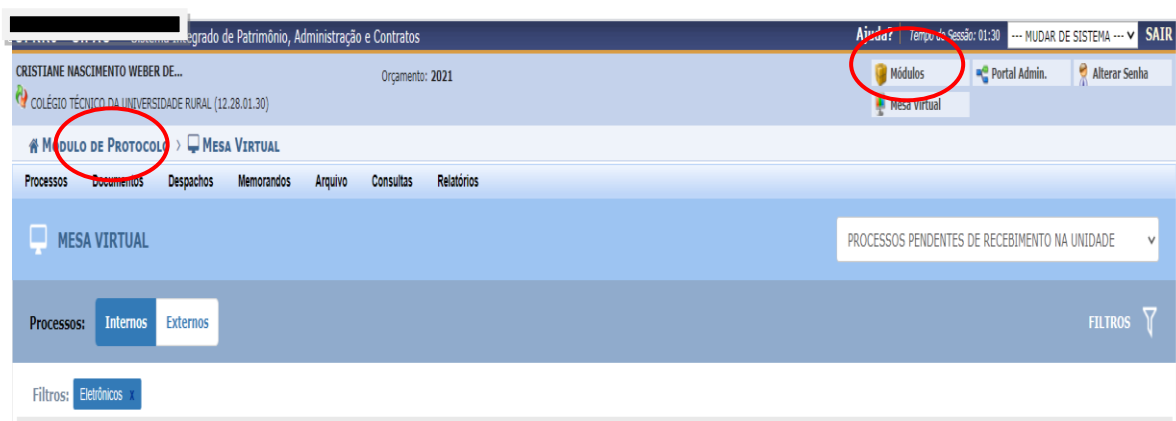 de Patrimônio, Administração e Contratos
Ajuda? Tempo de Sessão: 01:30 --- MUDAR DE SISTEMA --- SAIR
CRISTIANE NASCIMENTO WEBER DE...
Orçamento: 2021
Módulos
Portal Admin.
Alterar Senha
COLÉGIO TÉCNICO DA UNIVERSIDADE RURAL (12.28.01.30)
Mesa Virtual
MÓDULO DE PROTOCOLO > MESA VIRTUAL
Processos Documentos Despachos Memorandos Arquivo Consultas Relatórios
MESA VIRTUAL
PROCESSOS PENDENTES DE RECEBIMENTO NA UNIDADE
Processos: Internos Externos
FILTROS
Filtros: Eletrônicos x